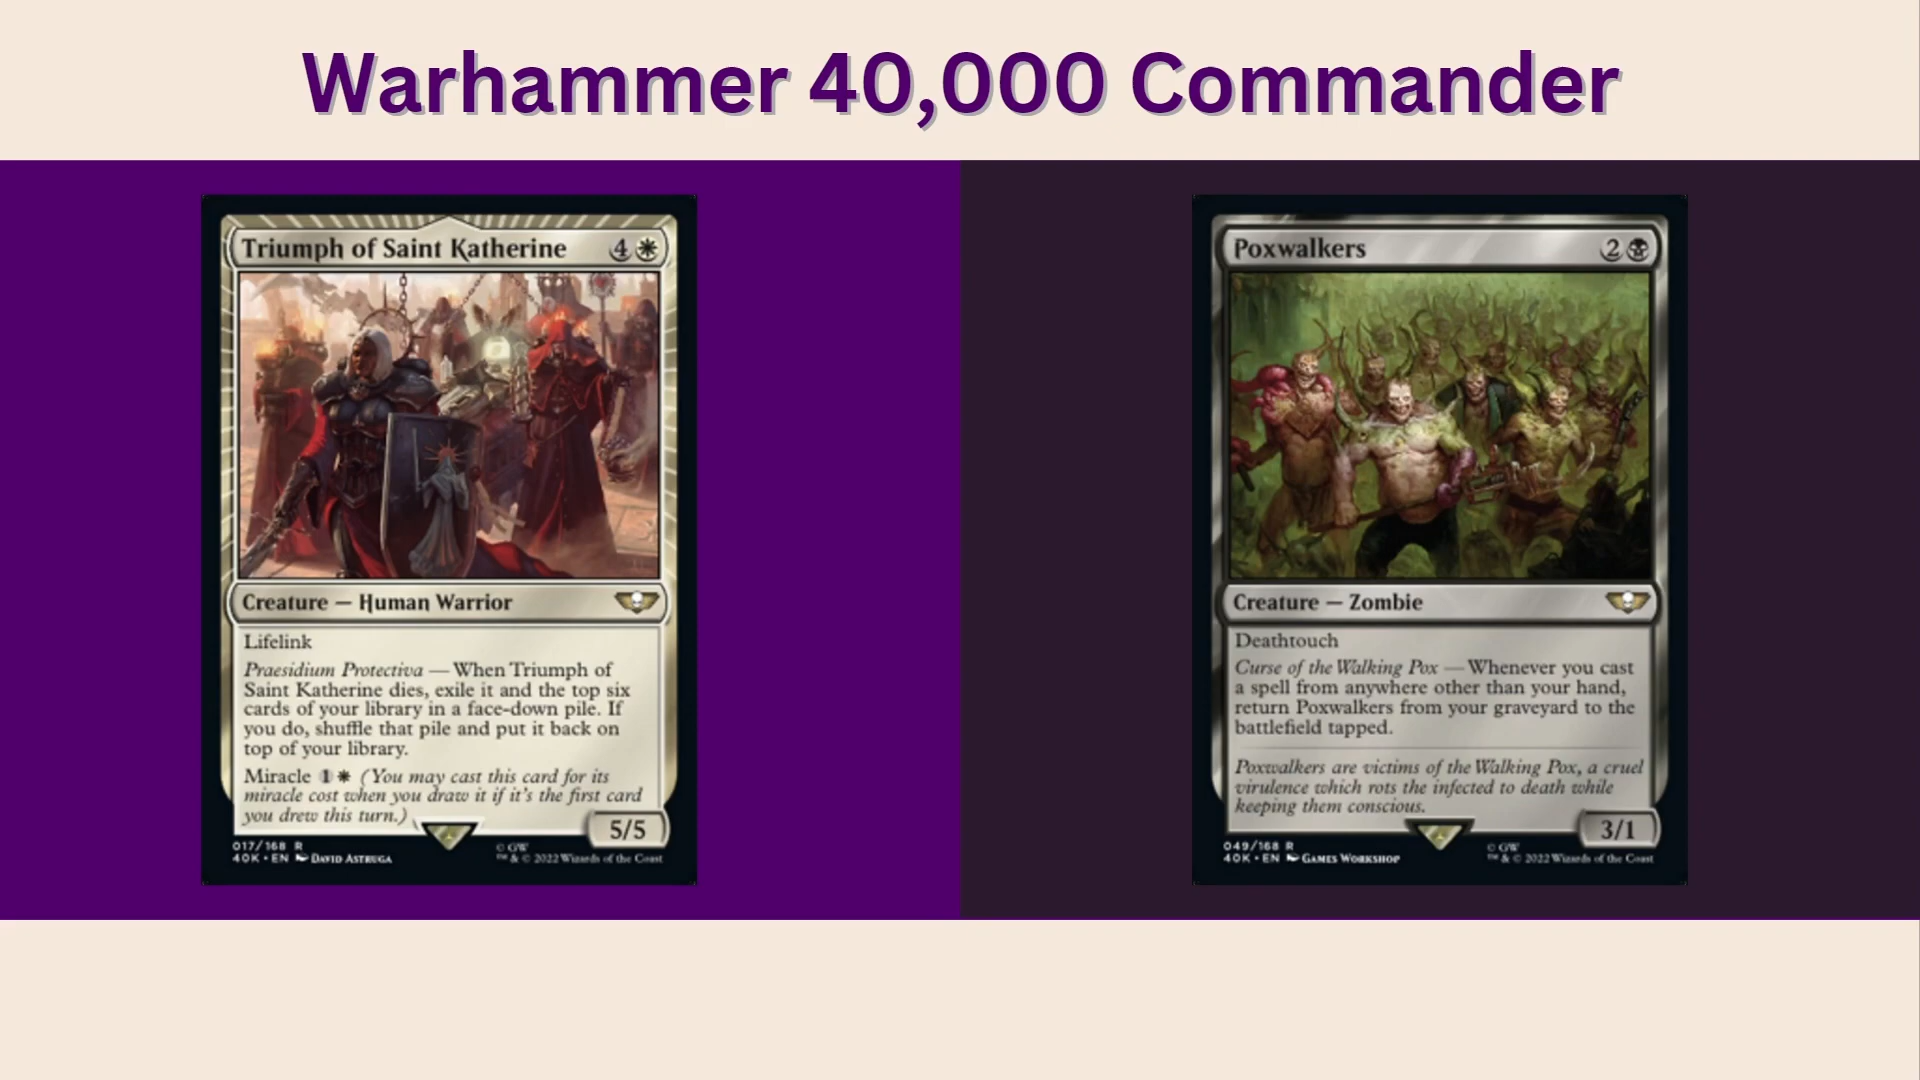 Warhammer 40,000 Commander
Triumph of Saint Katherine 4
Creature — Human Warrior
Lifelink
Praesidium Protectiva — When Triumph of
Saint Katherine dies, exile it and the top six
cards of your library in a face-down pile. If
you do, shuffle that pile and put it back on
top of your library.
Miracle 1 (You may cast this card for its
miracle cost when you draw it if it's the first card
you drew this turn.)
5/5
017/168 R
40K • EN David Astruga
© GW
™ & © 2022 Wizards of the Coast
Poxwalkers 2
Creature — Zombie
Deathtouch
Curse of the Walking Pox — Whenever you cast
a spell from anywhere other than your hand,
return Poxwalkers from your graveyard to the
battlefield tapped.
Poxwalkers are victims of the Walking Pox, a cruel
virulence which rots the infected to death while
keeping them conscious.
3/1
049/168 R
40K • EN Games Workshop
© GW
™ & © 2022 Wizards of the Coast